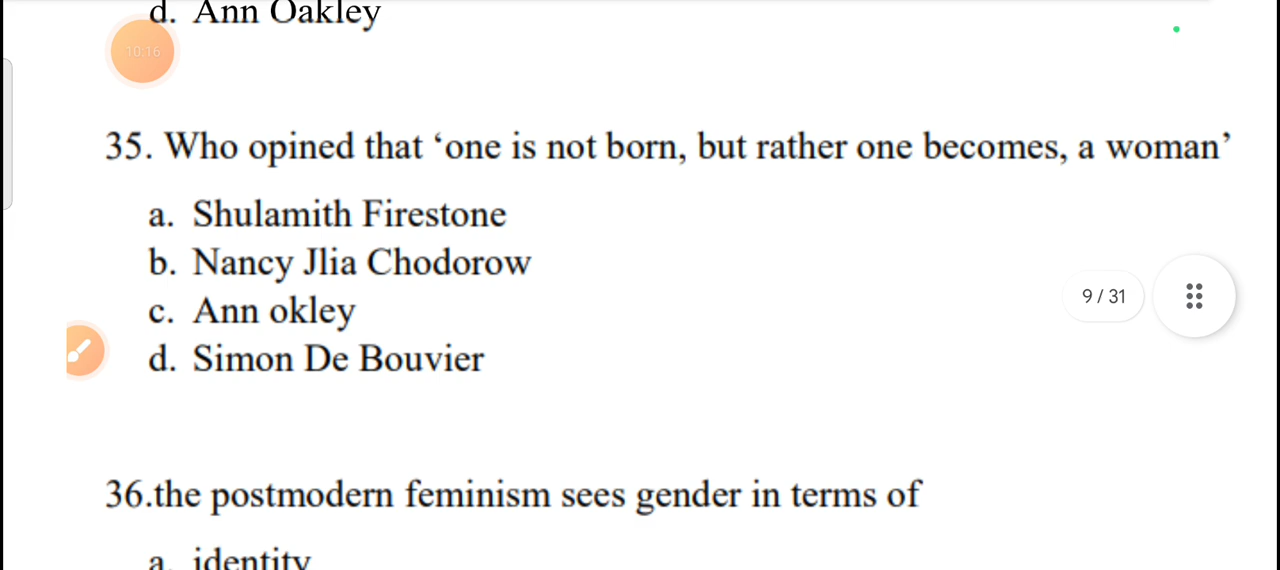 d. Ann Oakley
10:16
35. Who opined that ‘one is not born, but rather one becomes, a woman’
a. Shulamith Firestone
b. Nancy Jlia Chodorow
c. Ann okley
d. Simon De Bouvier
9 / 31
36.the postmodern feminism sees gender in terms of
a. identity